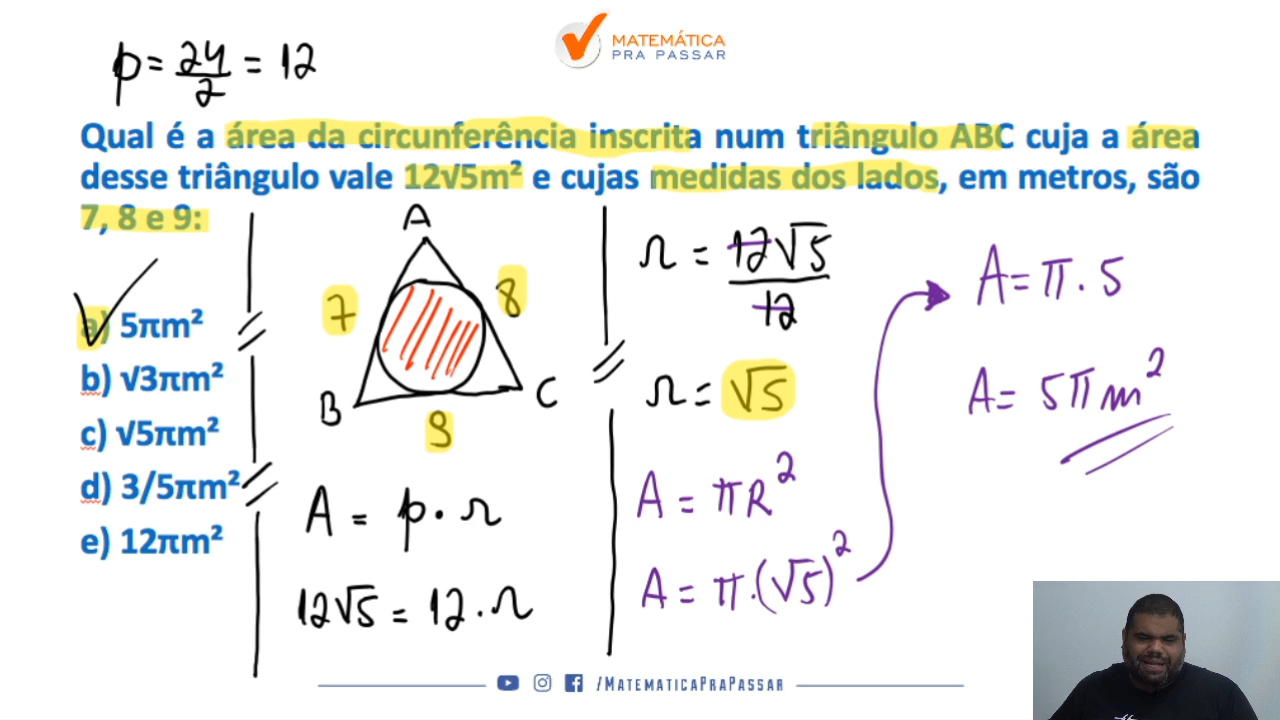 p = 24/2 = 12
MATEMÁTICA
PRA PASSAR
Qual é a área da circunferência inscrita num triângulo ABC cuja a área
desse triângulo vale 12√5m² e cujas medidas dos lados, em metros, são
7, 8 e 9:
a) 5πm²
b) √3πm²
c) √5πm²
d) 3/5πm²
e) 12πm²
A
7
8
B
C
9
A = p · r
12√5 = 12 · r
r = 12√5/12
r = √5
A = πR²
A = π·(√5)²
A = π · 5
A = 5πm²
/MATEMATICAPRAPASSAR